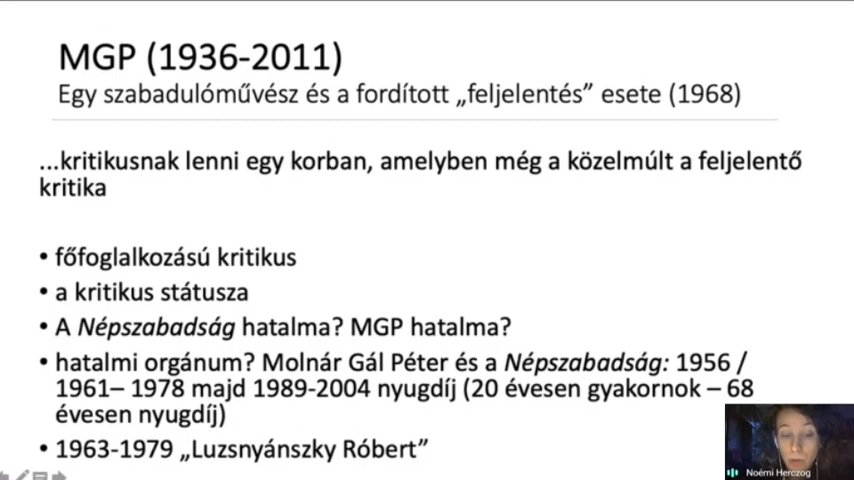 MGP (1936-2011)
Egy szabadulóművész és a fordított „feljelentés” esete (1968)
...kritikusnak lenni egy korban, amelyben még a közelmúlt a feljelentő
kritika
• főfoglalkozású kritikus
• a kritikus státusza
• A Népszabadság hatalma? MGP hatalma?
• hatalmi orgánum? Molnár Gál Péter és a Népszabadság: 1956 /
1961– 1978 majd 1989-2004 nyugdíj (20 évesen gyakornok – 68
évesen nyugdíj)
• 1963-1979 „Luzsnyánszky Róbert”
Noémi Herczog